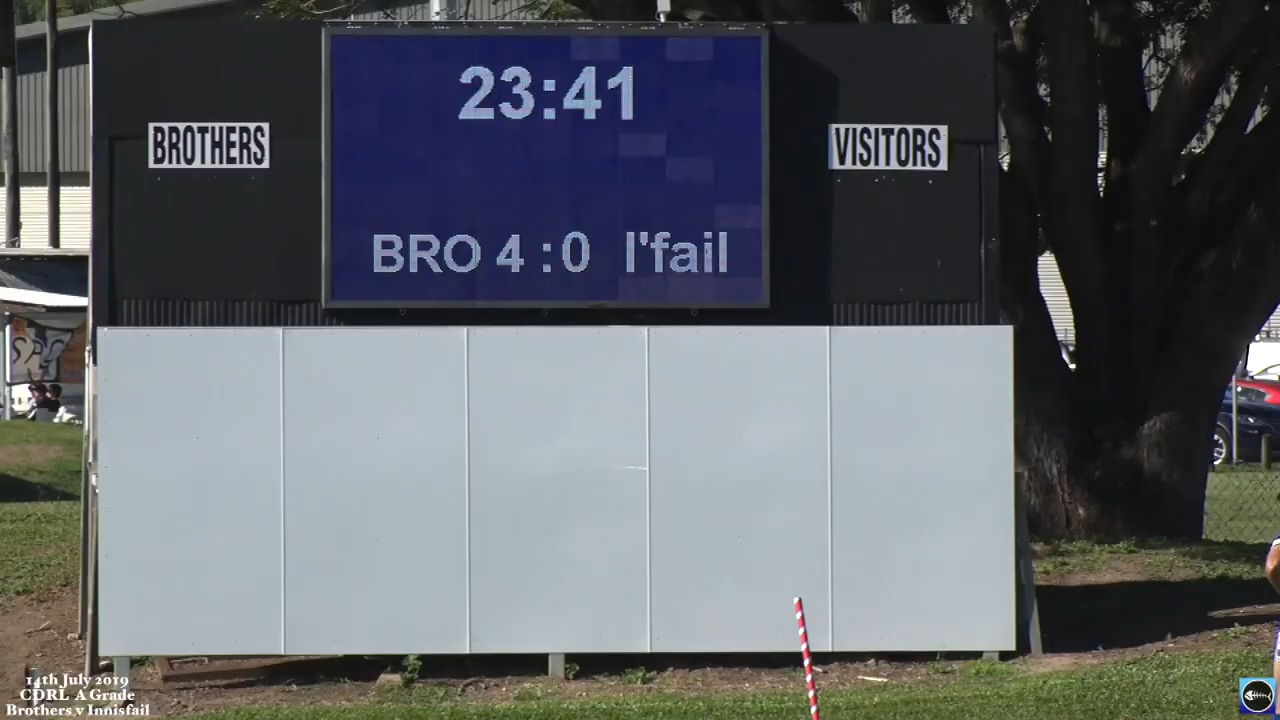 23:41
BROTHERS
VISITORS
BRO 4 :0 I'fail
14th July 2019
CDRL A Grade
Brothers v Innisfail